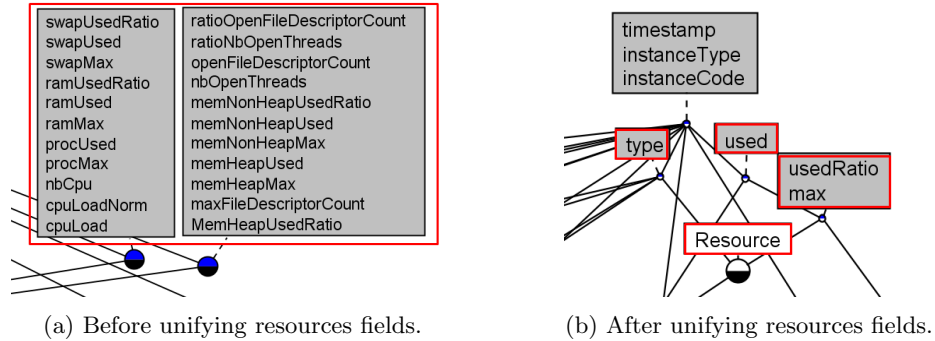 swapUsedRatio
swapUsed
swapMax
ramUsedRatio
ramUsed
ramMax
procUsed
procMax
nbCpu
cpuLoadNorm
cpuLoad
ratioOpenFileDescriptorCount
ratioNbOpenThreads
openFileDescriptorCount
nbOpenThreads
memNonHeapUsedRatio
memNonHeapUsed
memNonHeapMax
memHeapUsed
memHeapMax
maxFileDescriptorCount
MemHeapUsedRatio
(a) Before unifying resources fields.
timestamp
instanceType
instanceCode
type
used
usedRatio
max
Resource
(b) After unifying resources fields.